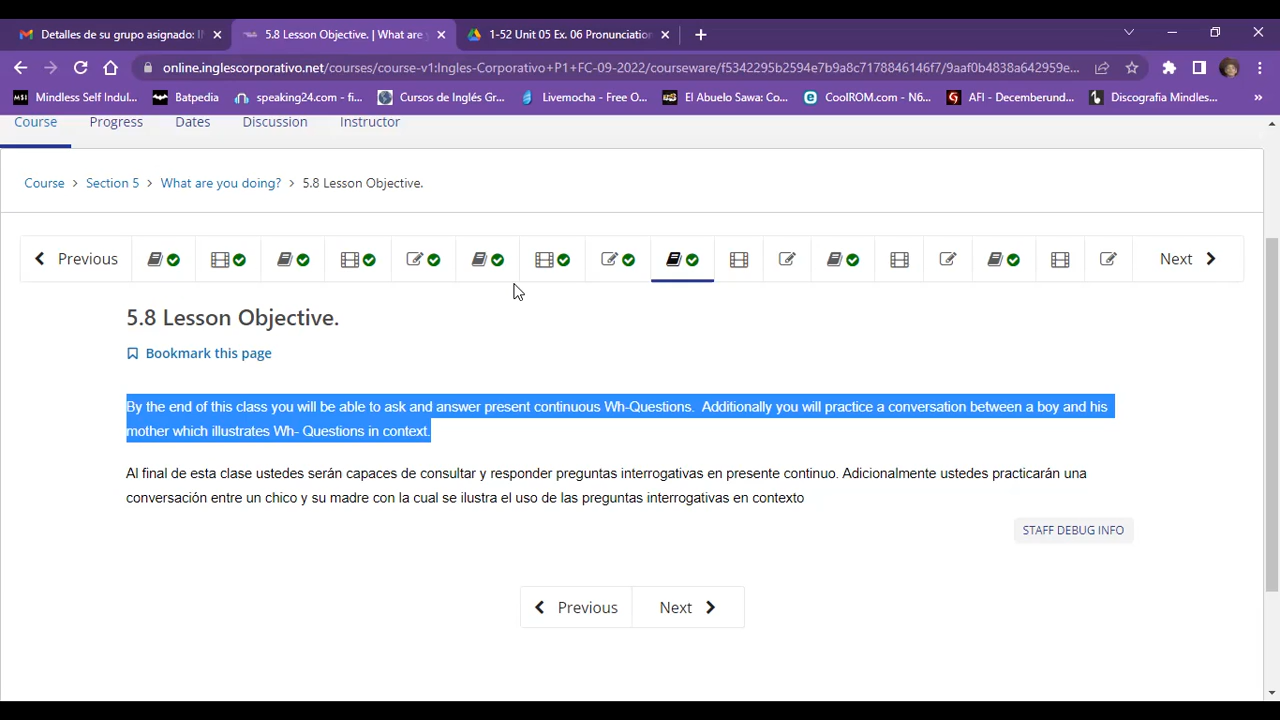 Detalles de su grupo asignado: I
5.8 Lesson Objective. | What are y
1-52 Unit 05 Ex. 06 Pronunciation
online.inglescorporativo.net/courses/course-v1:Ingles-Corporativo+P1+FC-09-2022/courseware/f5342295b2594e7b9a8c7178846146f7/9aaf0b4838a642959e...
Mindless Self Indul... Batpedia speaking24.com - fi... Cursos de Inglés Gr... Livemocha - Free O... El Abuelo Sawa: Co... CoolROM.com - N6... AFI - Decemberund... Discografia Mindles... »
Course Progress Dates Discussion Instructor
Course > Section 5 > What are you doing? > 5.8 Lesson Objective.
Previous Next
5.8 Lesson Objective.
Bookmark this page
By the end of this class you will be able to ask and answer present continuous Wh-Questions. Additionally you will practice a conversation between a boy and his
mother which illustrates Wh- Questions in context.
Al final de esta clase ustedes serán capaces de consultar y responder preguntas interrogativas en presente continuo. Adicionalmente ustedes practicarán una
conversación entre un chico y su madre con la cual se ilustra el uso de las preguntas interrogativas en contexto
STAFF DEBUG INFO
Previous Next